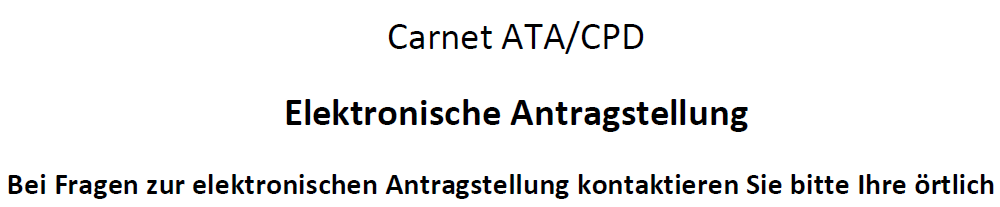 Carnet ATA/CPD
Elektronische Antragstellung
Bei Fragen zur elektronischen Antragstellung kontaktieren Sie bitte Ihre örtlich